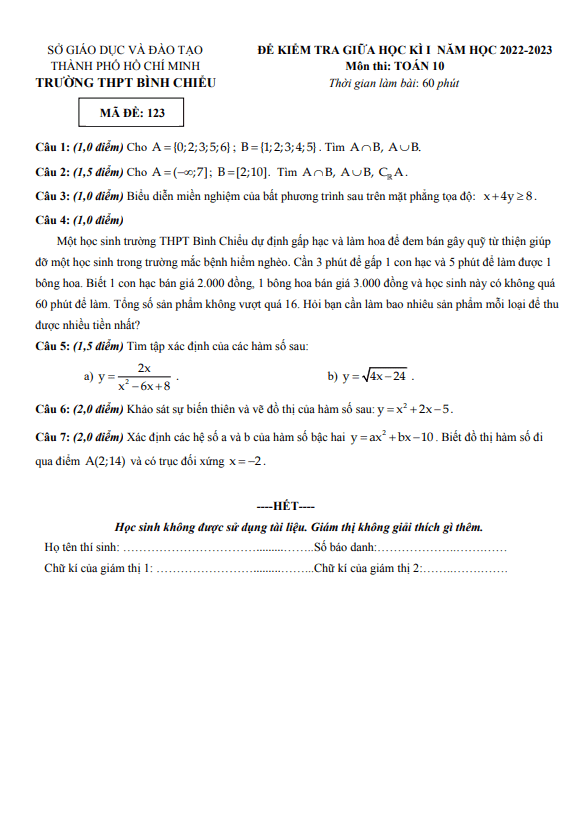 SỞ GIÁO DỤC VÀ ĐÀO TẠO
THÀNH PHỐ HỒ CHÍ MINH
TRƯỜNG THPT BÌNH CHIỂU
MÃ ĐỀ: 123
ĐỀ KIỂM TRA GIỮA HỌC KÌ I NĂM HỌC 2022-2023
Môn thi: TOÁN 10
Thời gian làm bài: 60 phút
Câu 1: (1,0 điểm) Cho A = {0;2;3;5;6} ; B = {1;2;3;4;5} . Tìm A∩B, A∪B.
Câu 2: (1,5 điểm) Cho A = (−∞;7] ; B = [2;10]. Tìm A∩B, A∪B, C_ℝ A.
Câu 3: (1,0 điểm) Biểu diễn miền nghiệm của bất phương trình sau trên mặt phẳng tọa độ: x+4y ≥ 8 .
Câu 4: (1,0 điểm)
Một học sinh trường THPT Bình Chiểu dự định gấp hạc và làm hoa để đem bán gây quỹ từ thiện giúp
đỡ một học sinh trong trường mắc bệnh hiểm nghèo. Cần 3 phút để gấp 1 con hạc và 5 phút để làm được 1
bông hoa. Biết 1 con hạc bán giá 2.000 đồng, 1 bông hoa bán giá 3.000 đồng và học sinh này có không quá
60 phút để làm. Tổng số sản phẩm không vượt quá 16. Hỏi bạn cần làm bao nhiêu sản phẩm mỗi loại để thu
được nhiều tiền nhất?
Câu 5: (1,5 điểm) Tìm tập xác định của các hàm số sau:
a) y = 2x / (x² − 6x + 8) . b) y = √(4x − 24) .
Câu 6: (2,0 điểm) Khảo sát sự biến thiên và vẽ đồ thị của hàm số sau: y = x² + 2x − 5 .
Câu 7: (2,0 điểm) Xác định các hệ số a và b của hàm số bậc hai y = ax² + bx − 10 . Biết đồ thị hàm số đi
qua điểm A(2;14) và có trục đối xứng x = −2 .
----HẾT----
Học sinh không được sử dụng tài liệu. Giám thị không giải thích gì thêm.
Họ tên thí sinh: ……………………………..........……..Số báo danh:……………..…………
Chữ kí của giám thị 1: ……………………..........……..Chữ kí của giám thị 2:……..…………